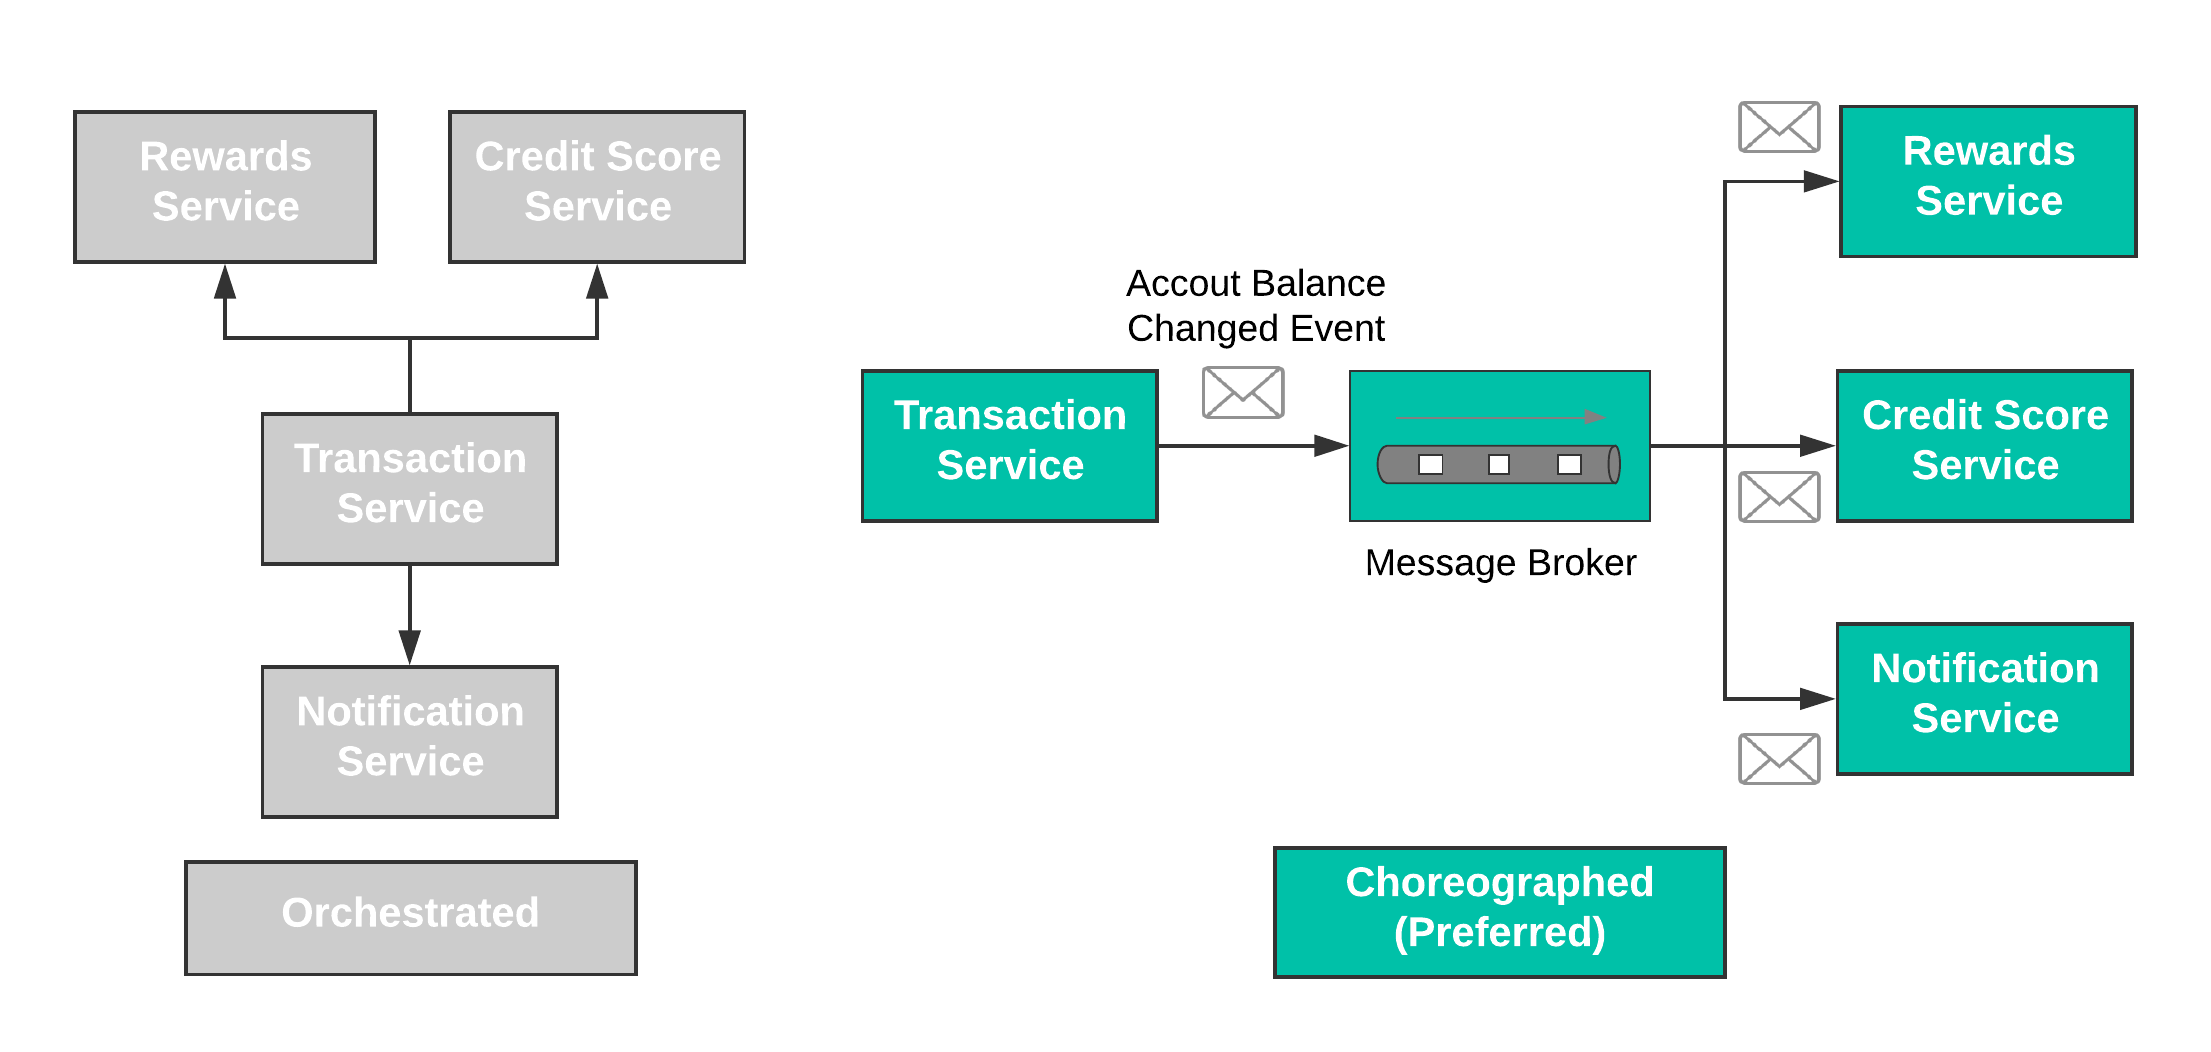 Rewards
Service
Credit Score
Service
Transaction
Service
Notification
Service
Orchestrated
Transaction
Service
Accout Balance
Changed Event
Message Broker
Rewards
Service
Credit Score
Service
Notification
Service
Choreographed
(Preferred)